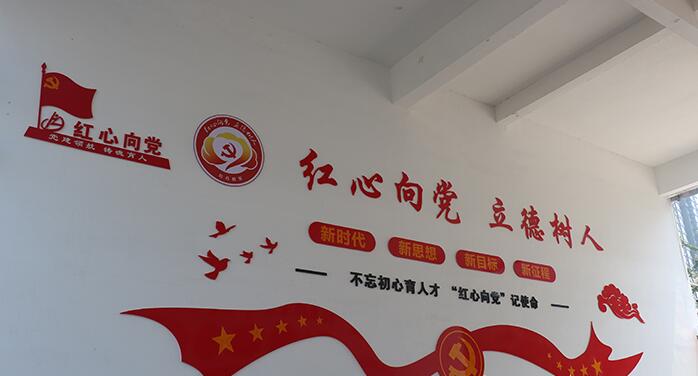 红心向党
党建领航 铸魂育人
红心向党 立德树人
新时代
新思想
新目标
新征程
不忘初心育人才 “红心向党”记使命